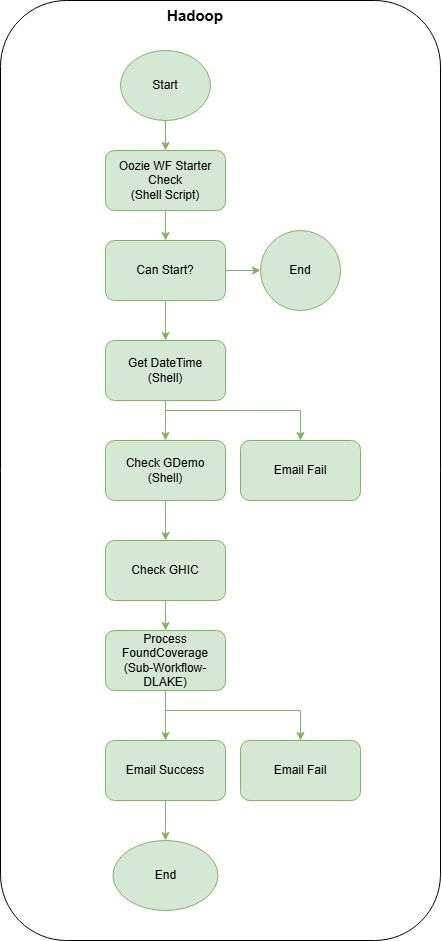 Hadoop
Start
Oozie WF Starter
Check
(Shell Script)
Can Start?
End
Get DateTime
(Shell)
Check GDemo
(Shell)
Email Fail
Check GHIC
Process
FoundCoverage
(Sub-Workflow-
DLAKE)
Email Success
Email Fail
End